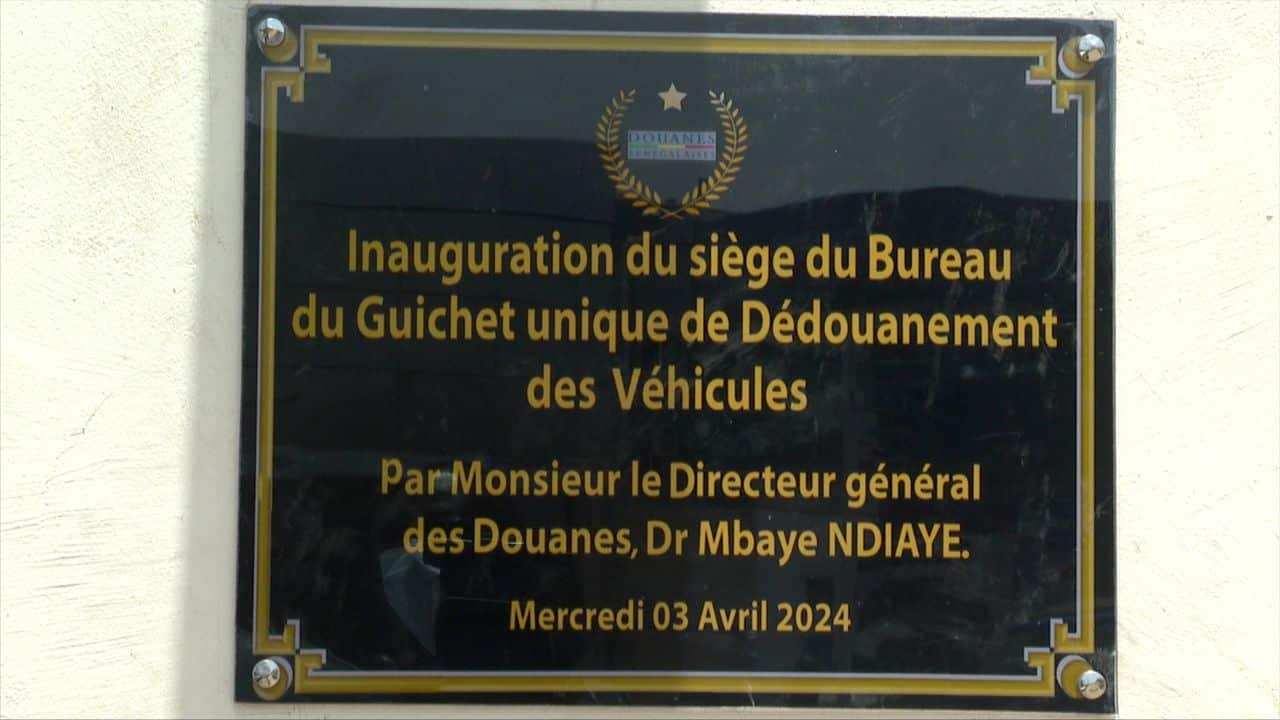 DOUANES
SÉNÉGALAISES
Inauguration du siège du Bureau
du Guichet unique de Dédouanement
des Véhicules
Par Monsieur le Directeur général
des Douanes, Dr Mbaye NDIAYE.
Mercredi 03 Avril 2024